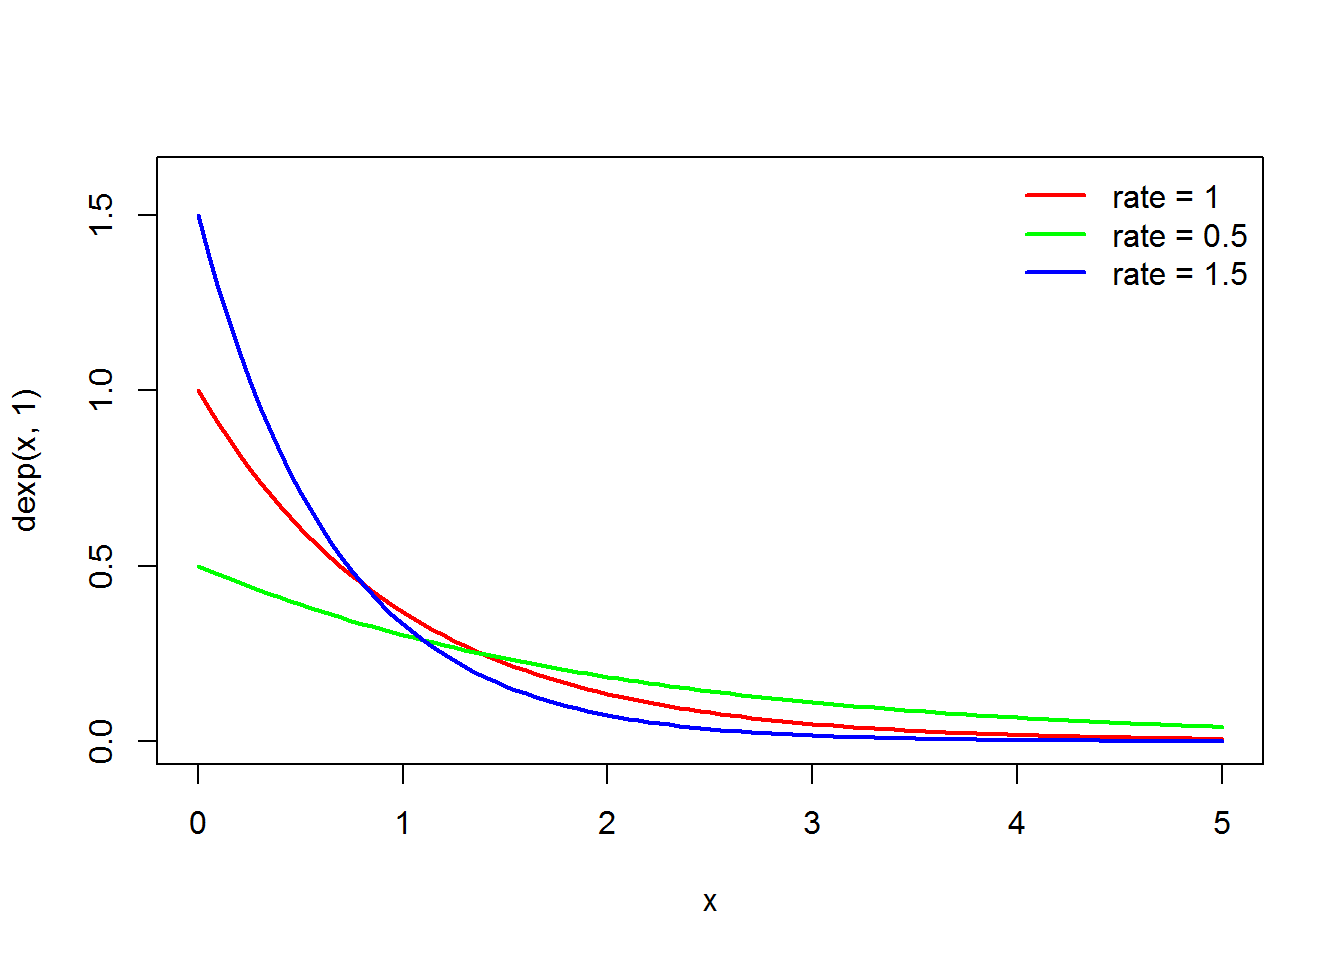 rate = 1
rate = 0.5
rate = 1.5
dexp(x, 1)
1.5
1.0
0.5
0.0
0 1 2 3 4 5
x